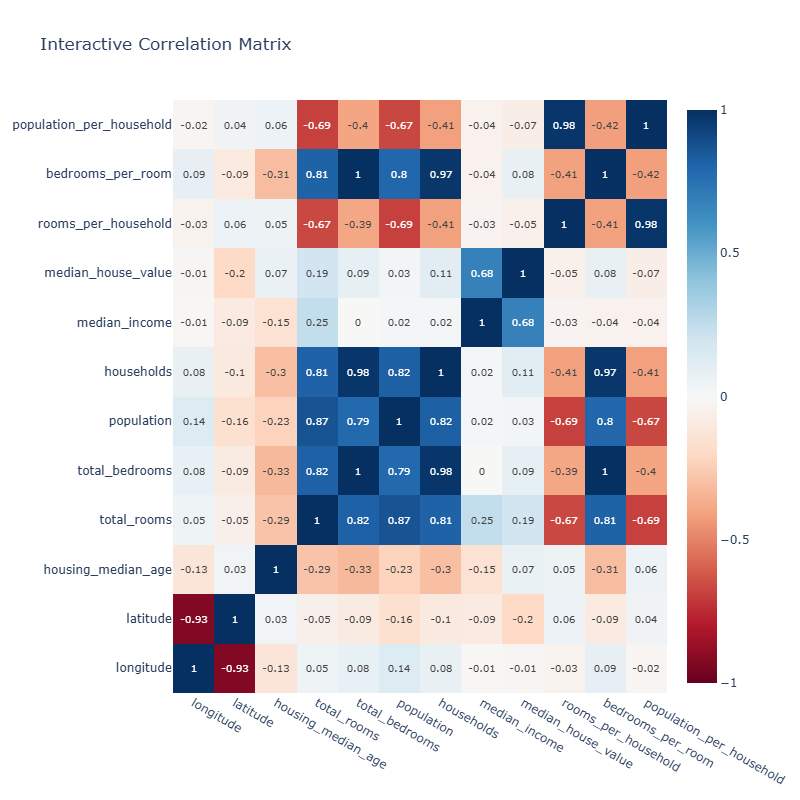 Interactive Correlation Matrix
population_per_household -0.02 0.04 0.06 -0.69 -0.4 -0.67 -0.41 -0.04 -0.07 0.98 -0.42 1
bedrooms_per_room 0.09 -0.09 -0.31 0.81 1 0.8 0.97 -0.04 0.08 -0.41 1 -0.42
rooms_per_household -0.03 0.06 0.05 -0.67 -0.39 -0.69 -0.41 -0.03 -0.05 1 -0.41 0.98
median_house_value -0.01 -0.2 0.07 0.19 0.09 0.03 0.11 0.68 1 -0.05 0.08 -0.07
median_income -0.01 -0.09 -0.15 0.25 0 0.02 0.02 1 0.68 -0.03 -0.04 -0.04
households 0.08 -0.1 -0.3 0.81 0.98 0.82 1 0.02 0.11 -0.41 0.97 -0.41
population 0.14 -0.16 -0.23 0.87 0.79 1 0.82 0.02 0.03 -0.69 0.8 -0.67
total_bedrooms 0.08 -0.09 -0.33 0.82 1 0.79 0.98 0 0.09 -0.39 1 -0.4
total_rooms 0.05 -0.05 -0.29 1 0.82 0.87 0.81 0.25 0.19 -0.67 0.81 -0.69
housing_median_age -0.13 0.03 1 -0.29 -0.33 -0.23 -0.3 -0.15 0.07 0.05 -0.31 0.06
latitude -0.93 1 0.03 -0.05 -0.09 -0.16 -0.1 -0.09 -0.2 0.06 -0.09 0.04
longitude 1 -0.93 -0.13 0.05 0.08 0.14 0.08 -0.01 -0.01 -0.03 0.09 -0.02
longitude
latitude
housing_median_age
total_rooms
total_bedrooms
population
households
median_income
median_house_value
rooms_per_household
bedrooms_per_room
population_per_household
1
0.5
0
−0.5
−1